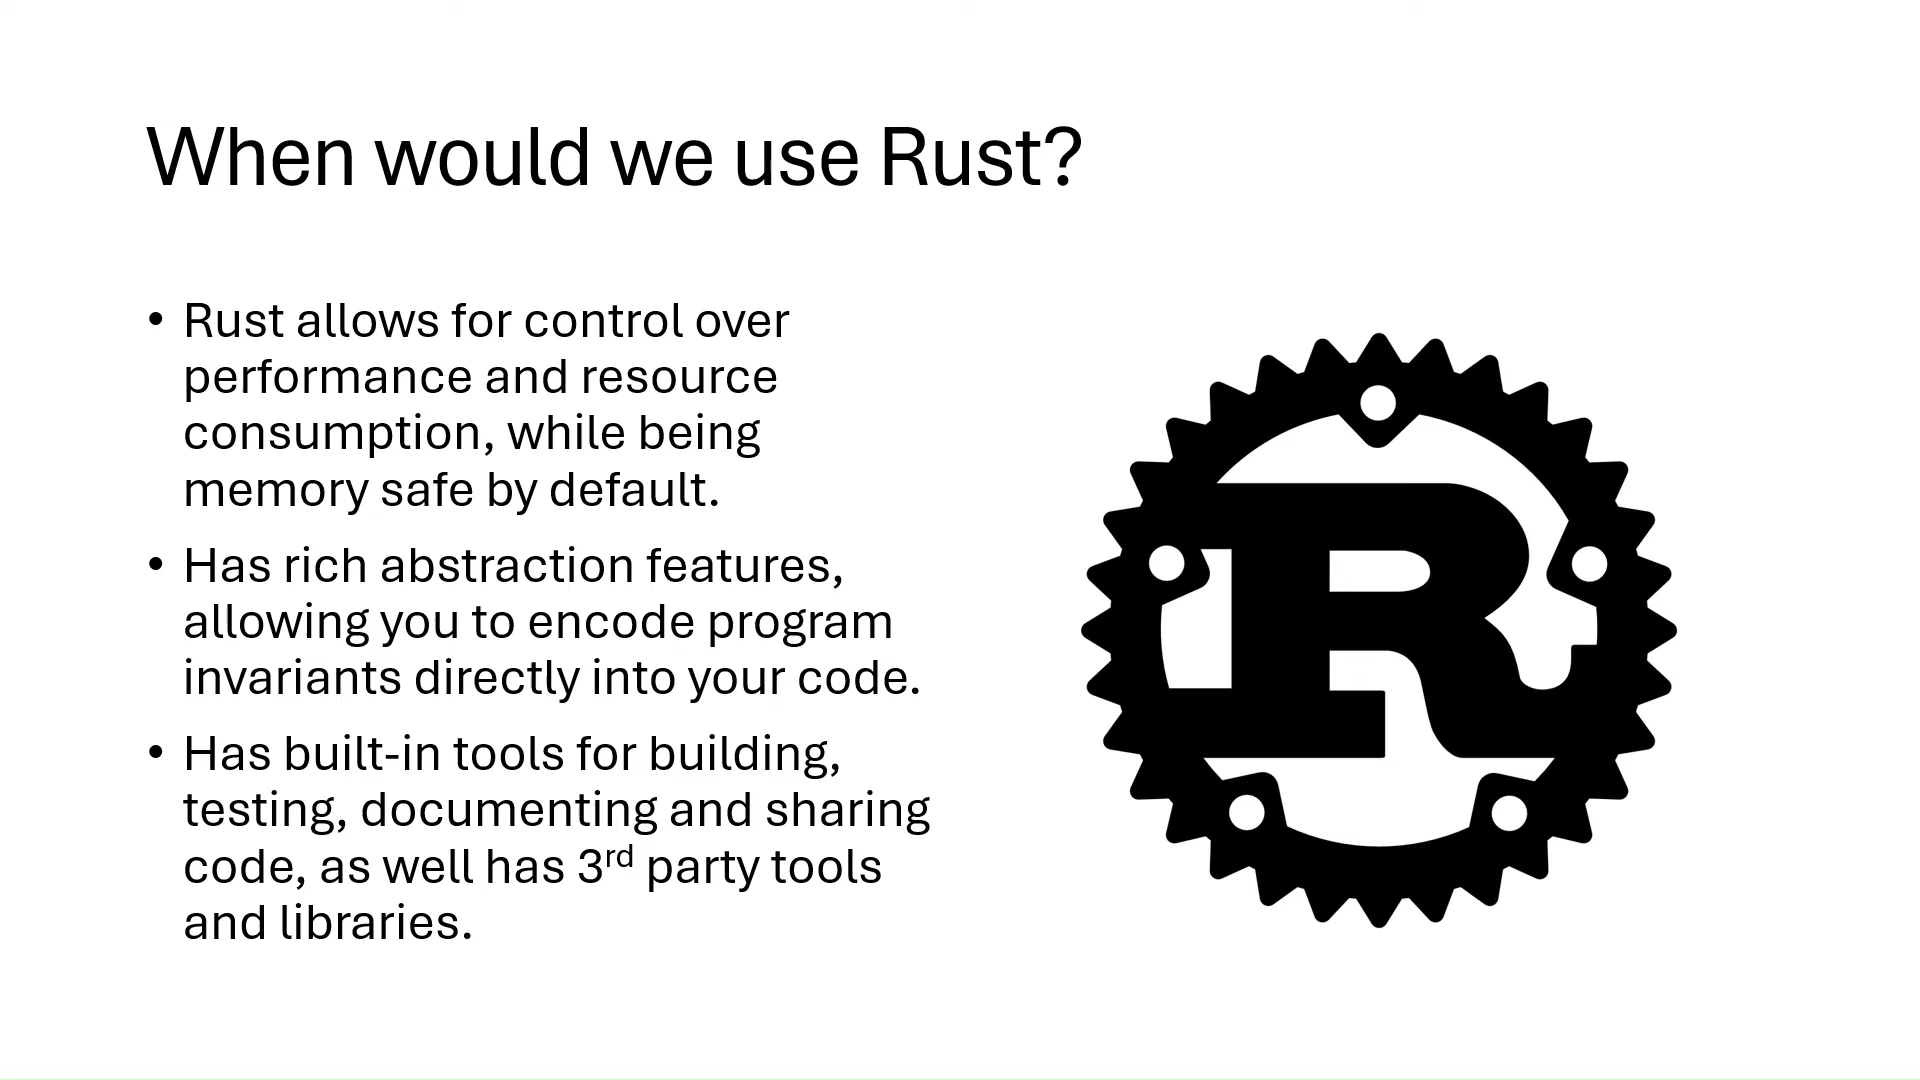 When would we use Rust?
• Rust allows for control over
performance and resource
consumption, while being
memory safe by default.
• Has rich abstraction features,
allowing you to encode program
invariants directly into your code.
• Has built-in tools for building,
testing, documenting and sharing
code, as well has 3rd party tools
and libraries.
R